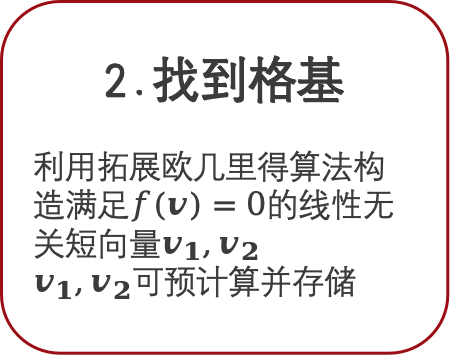 2.找到格基
利用拓展欧几里得算法构
造满足f(v) = 0的线性无
关短向量v₁, v₂
v₁, v₂可预计算并存储